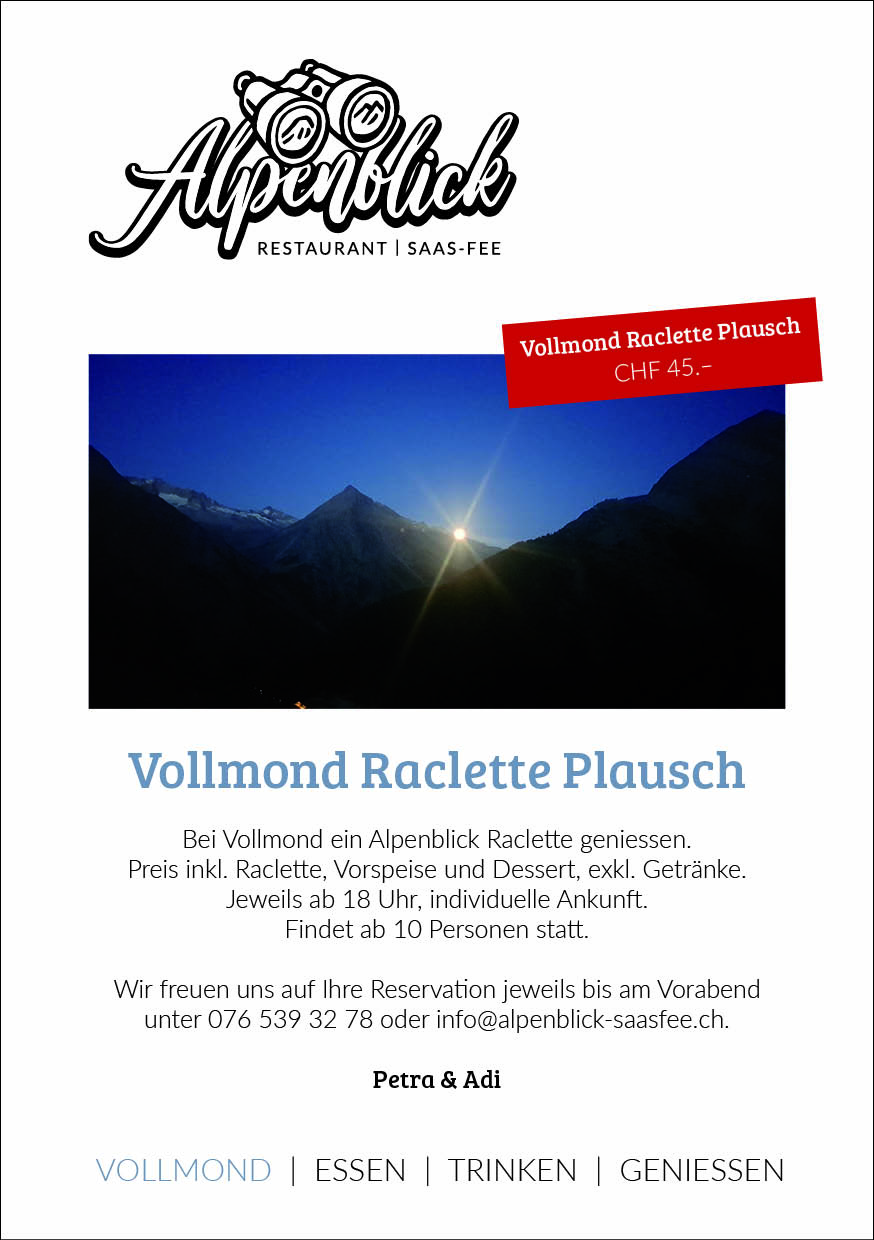 Alpenblick
RESTAURANT | SAAS-FEE
Vollmond Raclette Plausch
CHF 45.–
Vollmond Raclette Plausch
Bei Vollmond ein Alpenblick Raclette geniessen.
Preis inkl. Raclette, Vorspeise und Dessert, exkl. Getränke.
Jeweils ab 18 Uhr, individuelle Ankunft.
Findet ab 10 Personen statt.
Wir freuen uns auf Ihre Reservation jeweils bis am Vorabend
unter 076 539 32 78 oder info@alpenblick-saasfee.ch.
Petra & Adi
VOLLMOND | ESSEN | TRINKEN | GENIESSEN